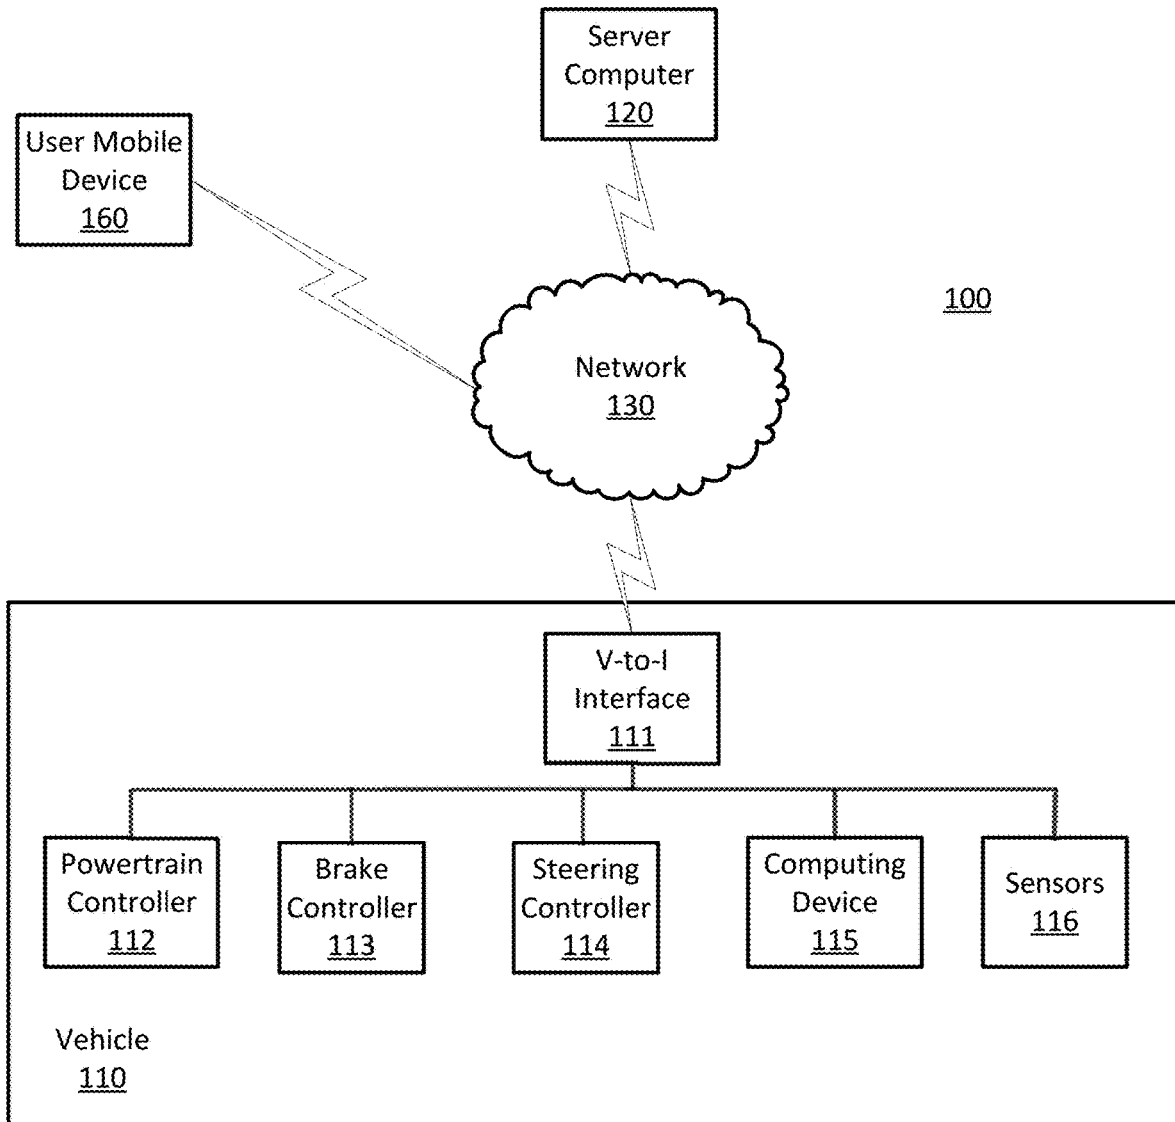 Server
Computer
120
User Mobile
Device
160
100
Network
130
V-to-I
Interface
111
Powertrain
Controller
112
Brake
Controller
113
Steering
Controller
114
Computing
Device
115
Sensors
116
Vehicle
110